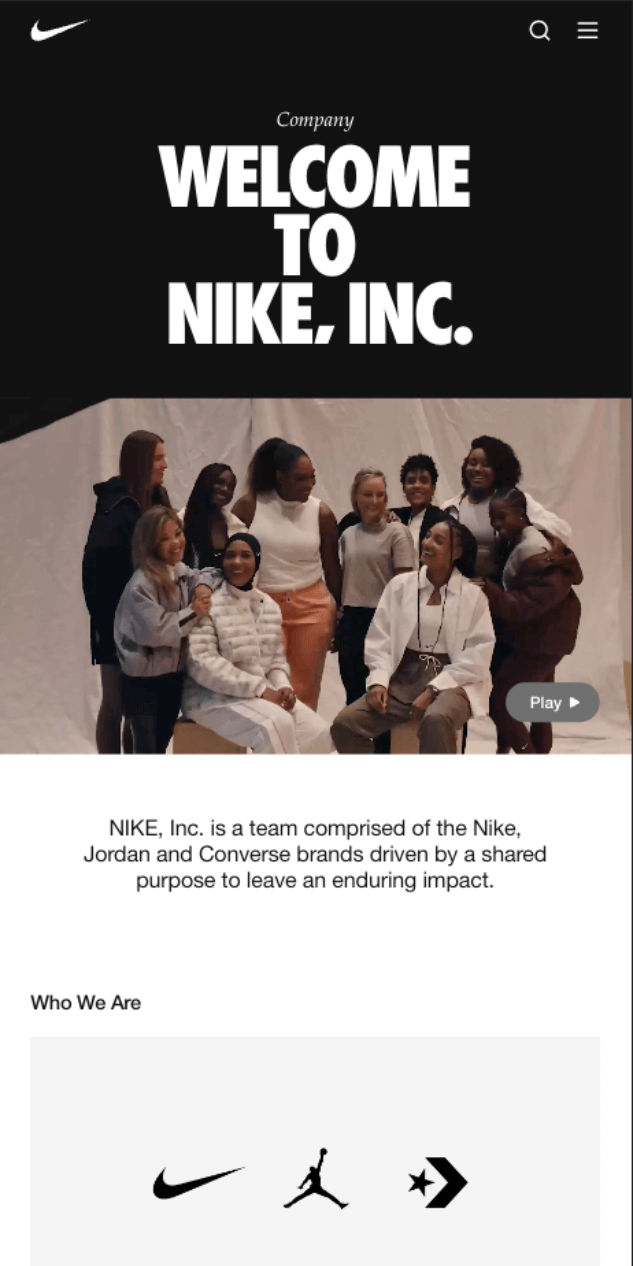 Company
WELCOME
TO
NIKE, INC.
Play
NIKE, Inc. is a team comprised of the Nike,
Jordan and Converse brands driven by a shared
purpose to leave an enduring impact.
Who We Are